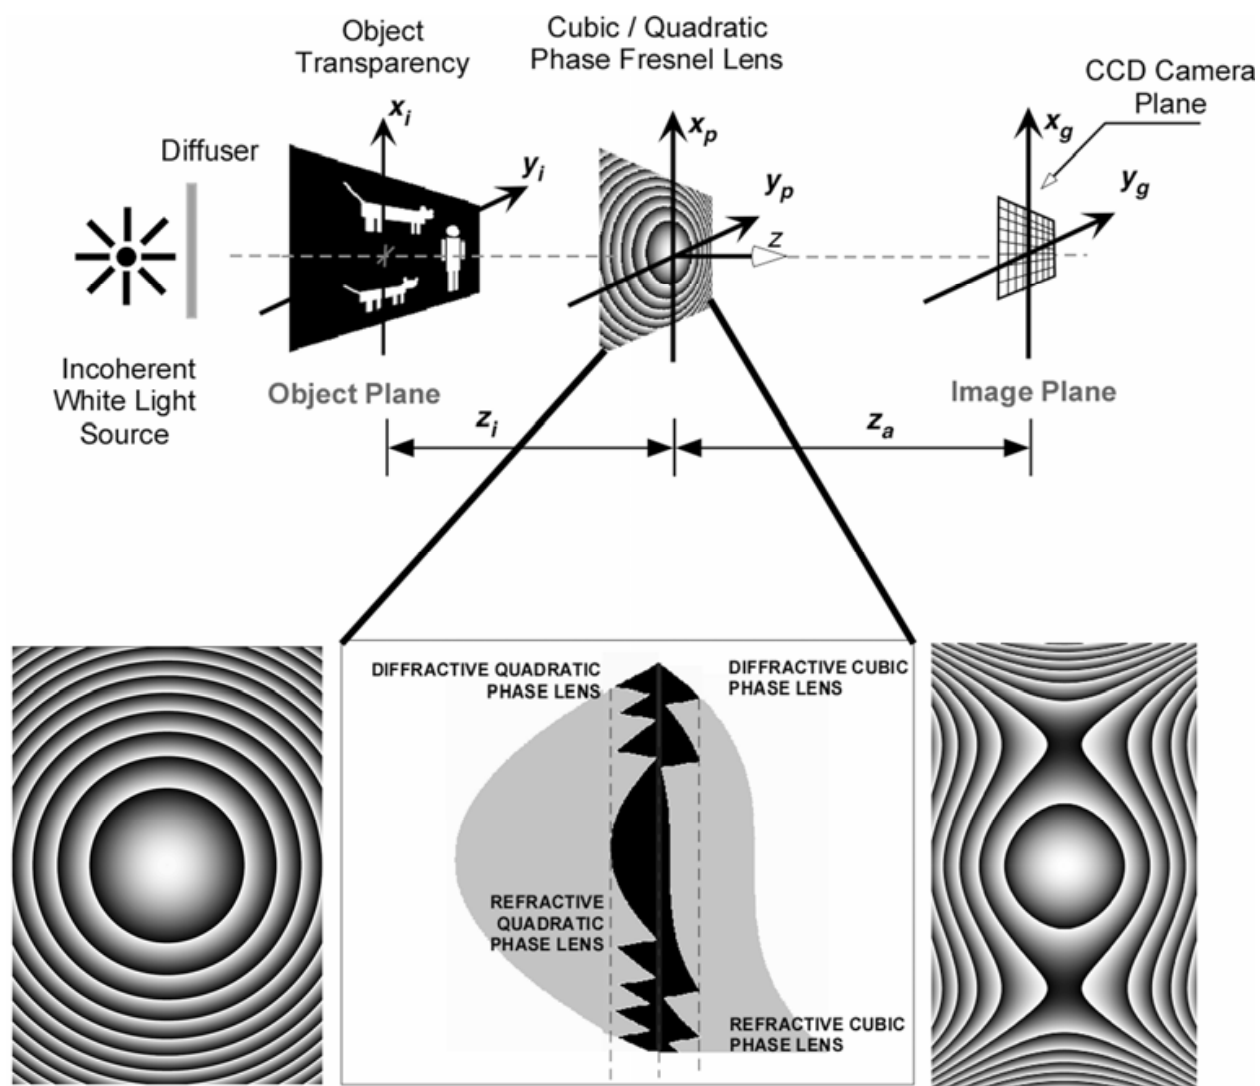 Object
Transparency
Cubic / Quadratic
Phase Fresnel Lens
CCD Camera
Plane
Diffuser
x_i
y_i
x_p
y_p
z
x_g
y_g
Incoherent
White Light
Source
Object Plane
Image Plane
z_i
z_a
DIFFRACTIVE QUADRATIC
PHASE LENS
DIFFRACTIVE CUBIC
PHASE LENS
REFRACTIVE
QUADRATIC
PHASE LENS
REFRACTIVE CUBIC
PHASE LENS